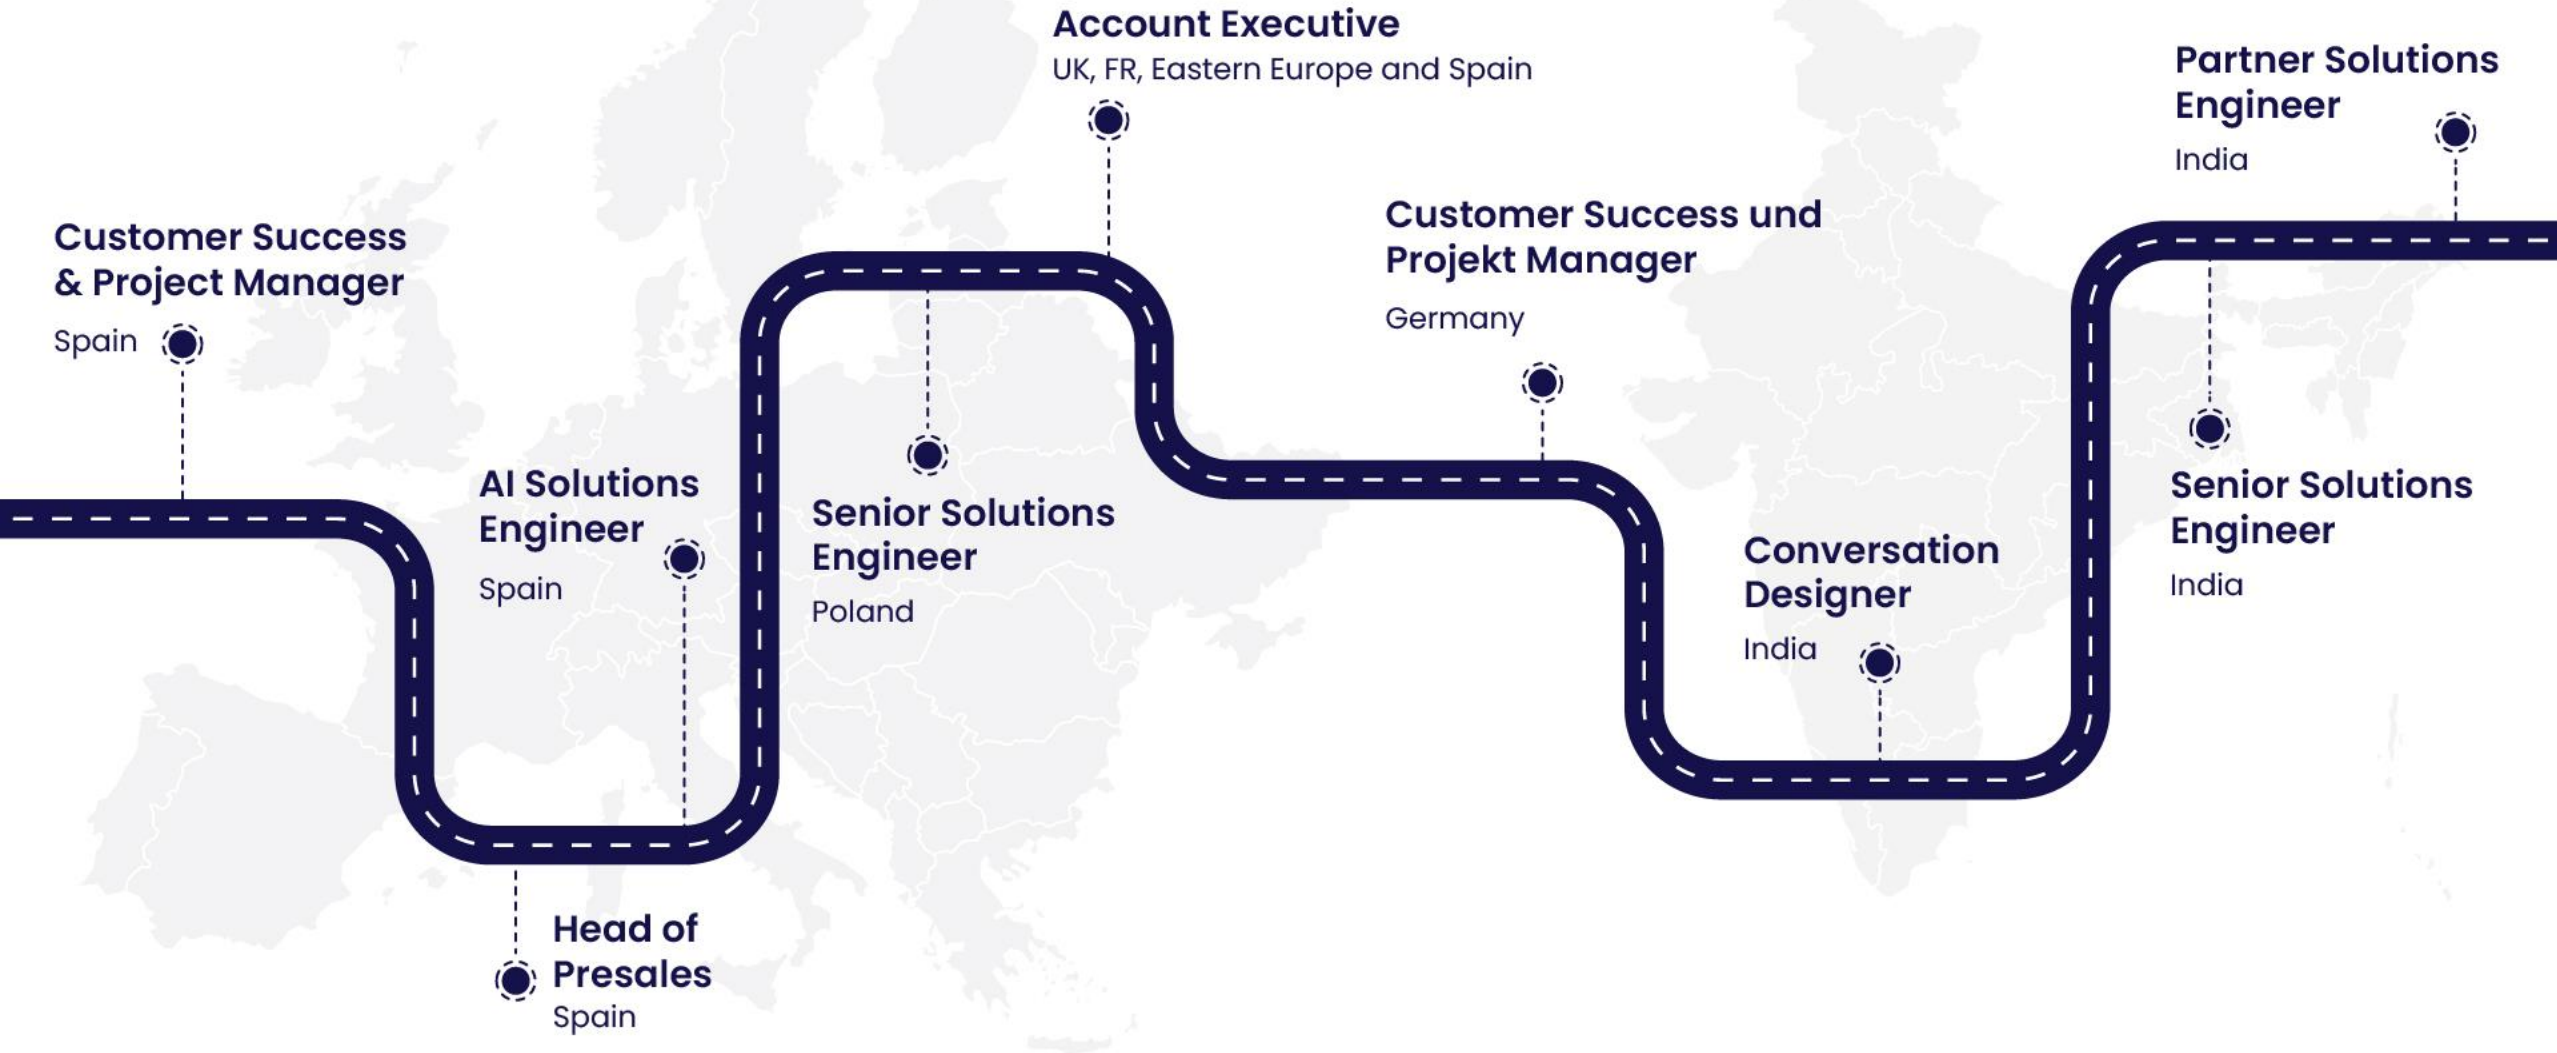 Account Executive
UK, FR, Eastern Europe and Spain
Partner Solutions
Engineer
India
Customer Success
& Project Manager
Spain
Customer Success und
Projekt Manager
Germany
AI Solutions
Engineer
Spain
Senior Solutions
Engineer
Poland
Conversation
Designer
India
Senior Solutions
Engineer
India
Head of
Presales
Spain